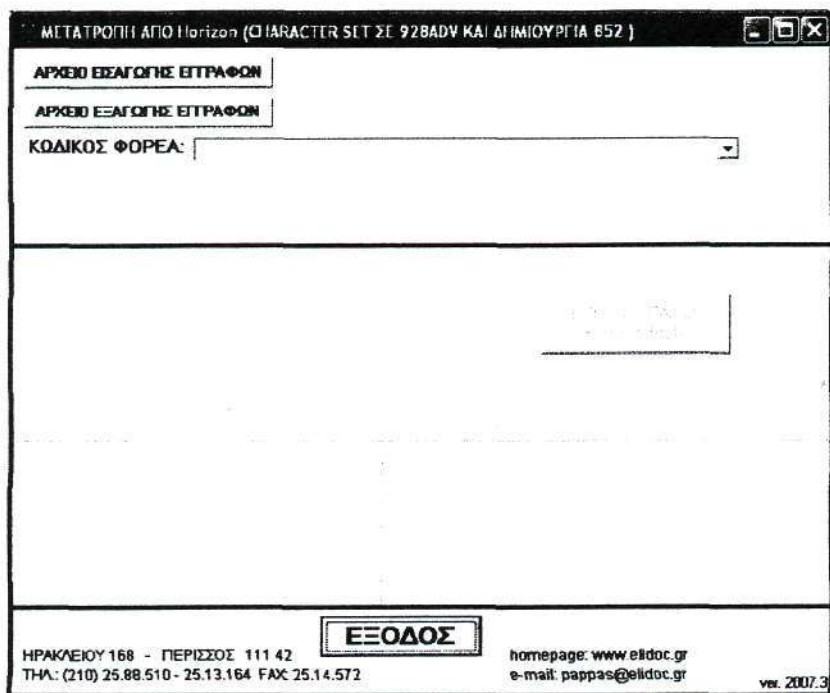 ΜΕΤΑΤΡΟΠΗ ΑΠΟ Horizon (CHARACTER SET ΣΕ 928ADV ΚΑΙ ΔΗΜΙΟΥΡΓΙΑ 852 )
ΑΡΧΕΙΟ ΕΙΣΑΓΩΓΗΣ ΕΓΓΡΑΦΩΝ
ΑΡΧΕΙΟ ΕΞΑΓΩΓΗΣ ΕΓΓΡΑΦΩΝ
ΚΩΔΙΚΟΣ ΦΟΡΕΑ:
ΕΞΟΔΟΣ
ΗΡΑΚΛΕΙΟΥ 168 - ΠΕΡΙΣΣΟΣ 111 42
ΤΗΛ.: (210) 25.88.510 - 25.13.164 FAX: 25.14.572
homepage: www.elidoc.gr
e-mail: pappas@elidoc.gr
ver. 2007.3